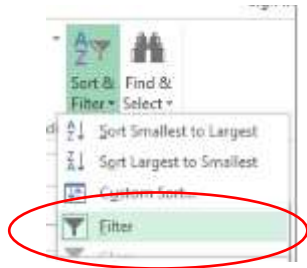 Sort & Find &
Filter Select
Sort Smallest to Largest
Sort Largest to Smallest
Custom Sort...
Filter